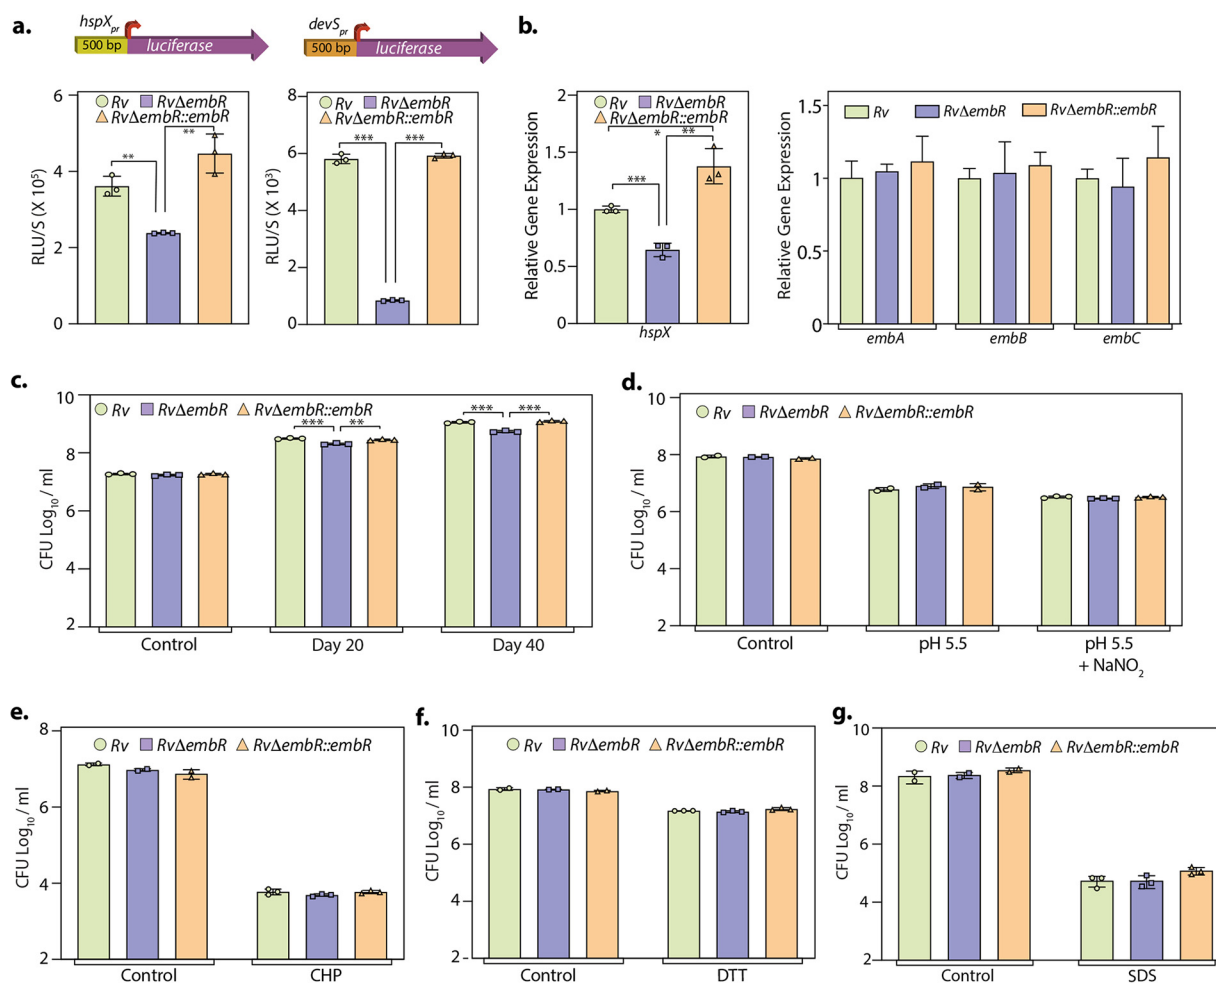 a.
hspXpr
500 bp luciferase
devSpr
500 bp luciferase
Rv RvΔembR
RvΔembR::embR
** **
RLU/S (X 10⁵)
6
4
2
0
Rv RvΔembR
RvΔembR::embR
*** ***
RLU/S (X 10³)
8
6
4
2
0
b.
Rv RvΔembR
RvΔembR::embR
* **
***
Relative Gene Expression
2
1.5
1
0.5
0
hspX
Rv RvΔembR RvΔembR::embR
Relative Gene Expression
1.5
1
0.5
0
embA embB embC
c.
Rv RvΔembR RvΔembR::embR
*** ** *** ***
CFU Log₁₀/ ml
10
8
6
4
2
Control Day 20 Day 40
d.
Rv RvΔembR RvΔembR::embR
CFU Log₁₀/ ml
10
8
6
4
2
Control pH 5.5 pH 5.5
+ NaNO₂
e.
Rv RvΔembR RvΔembR::embR
CFU Log₁₀/ ml
8
6
4
2
Control CHP
f.
Rv RvΔembR RvΔembR::embR
CFU Log₁₀/ ml
10
8
6
4
2
Control DTT
g.
Rv RvΔembR RvΔembR::embR
CFU Log₁₀/ ml
10
8
6
4
2
Control SDS